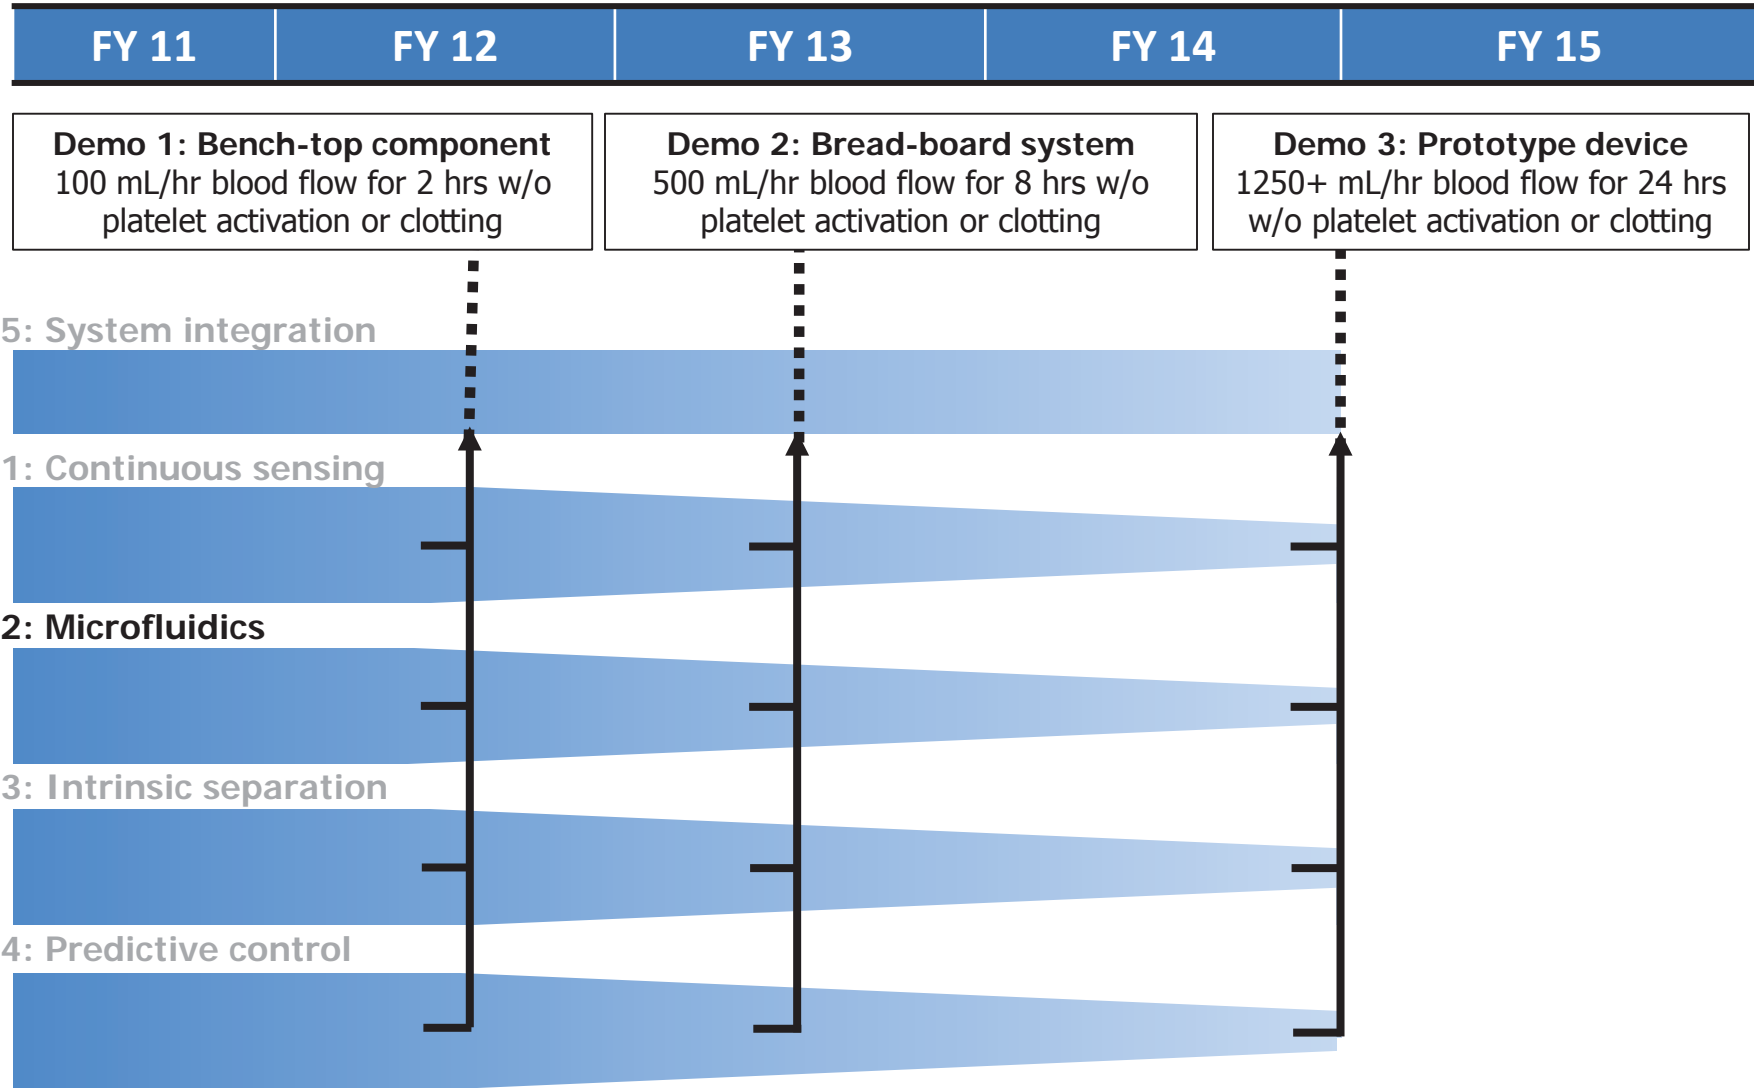 FY 11 FY 12 FY 13 FY 14 FY 15
Demo 1: Bench-top component
100 mL/hr blood flow for 2 hrs w/o
platelet activation or clotting
Demo 2: Bread-board system
500 mL/hr blood flow for 8 hrs w/o
platelet activation or clotting
Demo 3: Prototype device
1250+ mL/hr blood flow for 24 hrs
w/o platelet activation or clotting
5: System integration
1: Continuous sensing
2: Microfluidics
3: Intrinsic separation
4: Predictive control